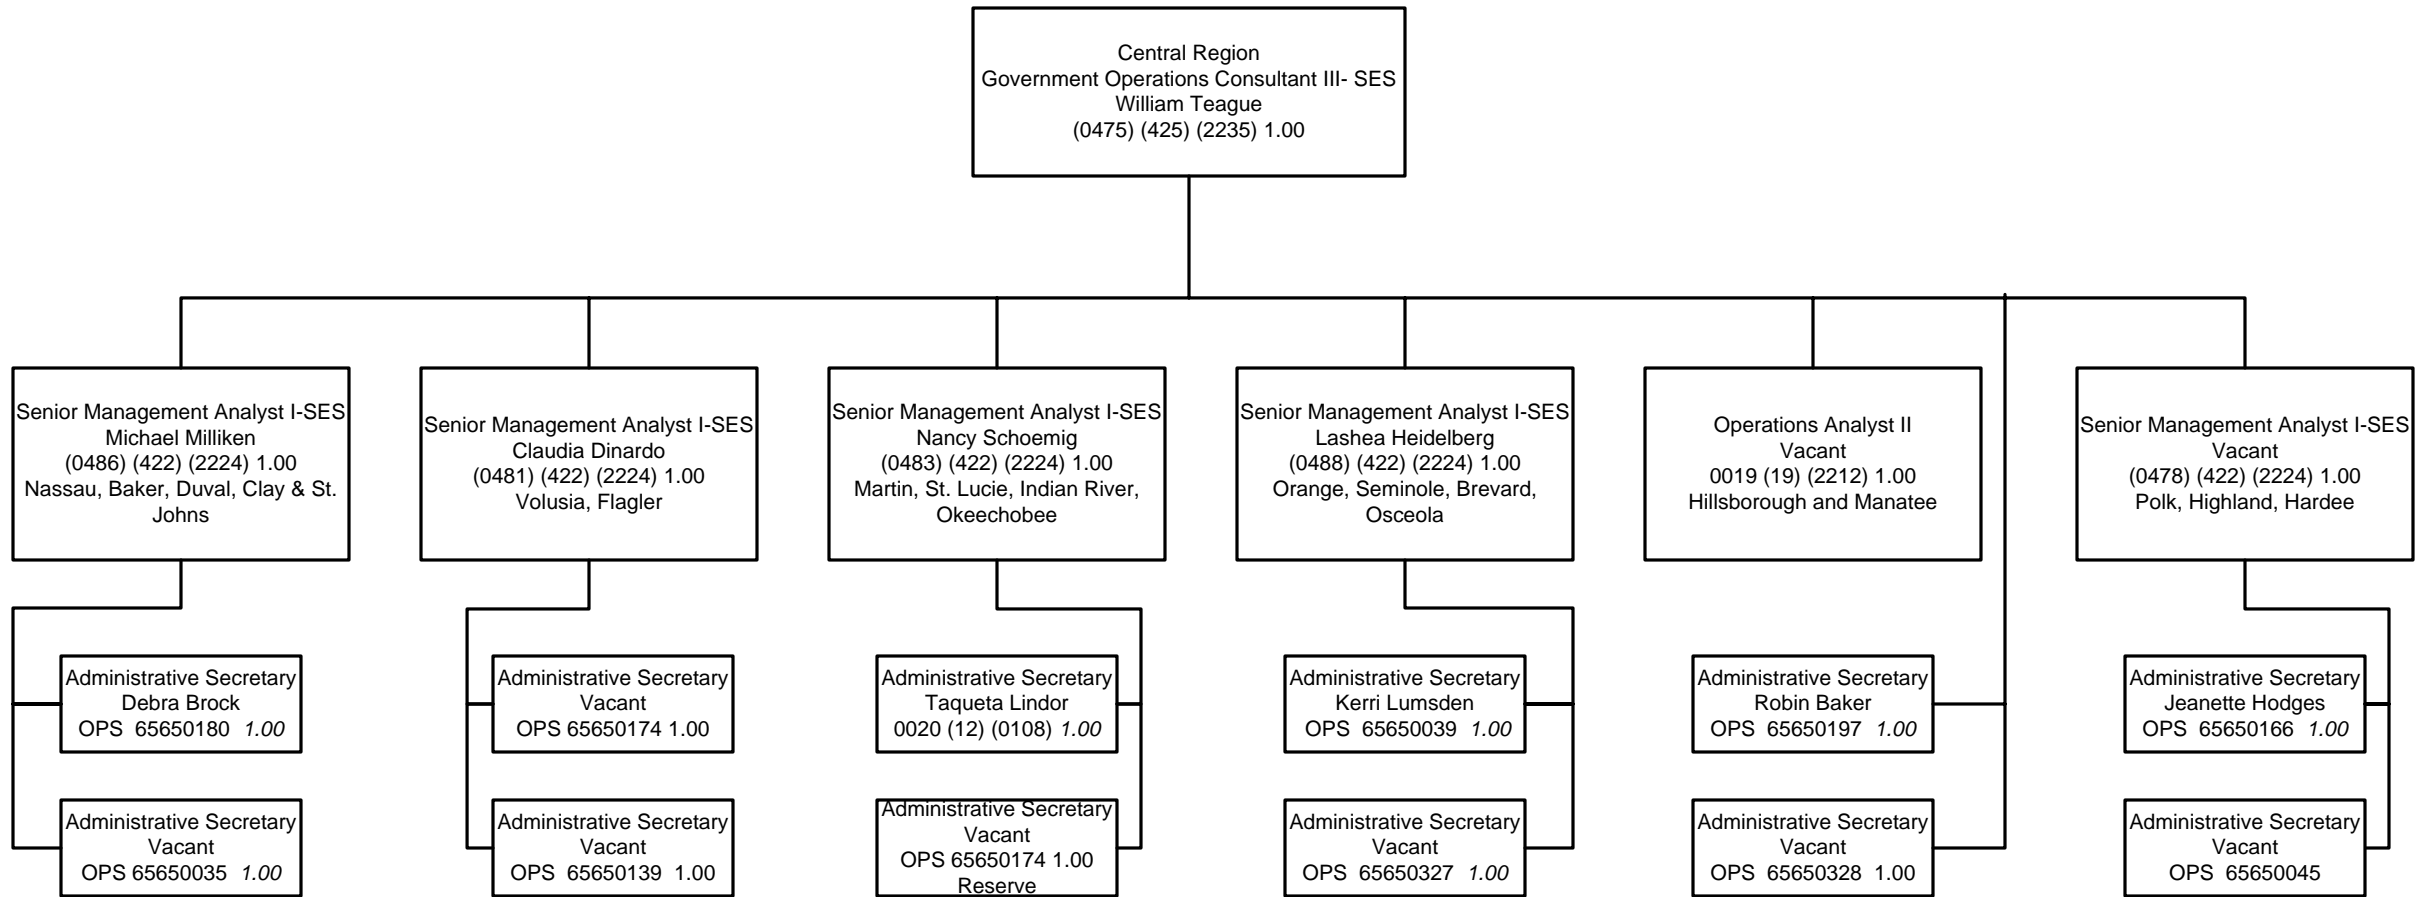 Central Region
Government Operations Consultant III- SES
William Teague
(0475) (425) (2235) 1.00
Senior Management Analyst I-SES
Michael Milliken
(0486) (422) (2224) 1.00
Nassau, Baker, Duval, Clay & St.
Johns
Senior Management Analyst I-SES
Claudia Dinardo
(0481) (422) (2224) 1.00
Volusia, Flagler
Senior Management Analyst I-SES
Nancy Schoemig
(0483) (422) (2224) 1.00
Martin, St. Lucie, Indian River,
Okeechobee
Senior Management Analyst I-SES
Lashea Heidelberg
(0488) (422) (2224) 1.00
Orange, Seminole, Brevard,
Osceola
Operations Analyst II
Vacant
0019 (19) (2212) 1.00
Hillsborough and Manatee
Senior Management Analyst I-SES
Vacant
(0478) (422) (2224) 1.00
Polk, Highland, Hardee
Administrative Secretary
Debra Brock
OPS 65650180 1.00
Administrative Secretary
Vacant
OPS 65650174 1.00
Administrative Secretary
Taqueta Lindor
0020 (12) (0108) 1.00
Administrative Secretary
Kerri Lumsden
OPS 65650039 1.00
Administrative Secretary
Robin Baker
OPS 65650197 1.00
Administrative Secretary
Jeanette Hodges
OPS 65650166 1.00
Administrative Secretary
Vacant
OPS 65650035 1.00
Administrative Secretary
Vacant
OPS 65650139 1.00
Administrative Secretary
Vacant
OPS 65650174 1.00
Reserve
Administrative Secretary
Vacant
OPS 65650327 1.00
Administrative Secretary
Vacant
OPS 65650328 1.00
Administrative Secretary
Vacant
OPS 65650045